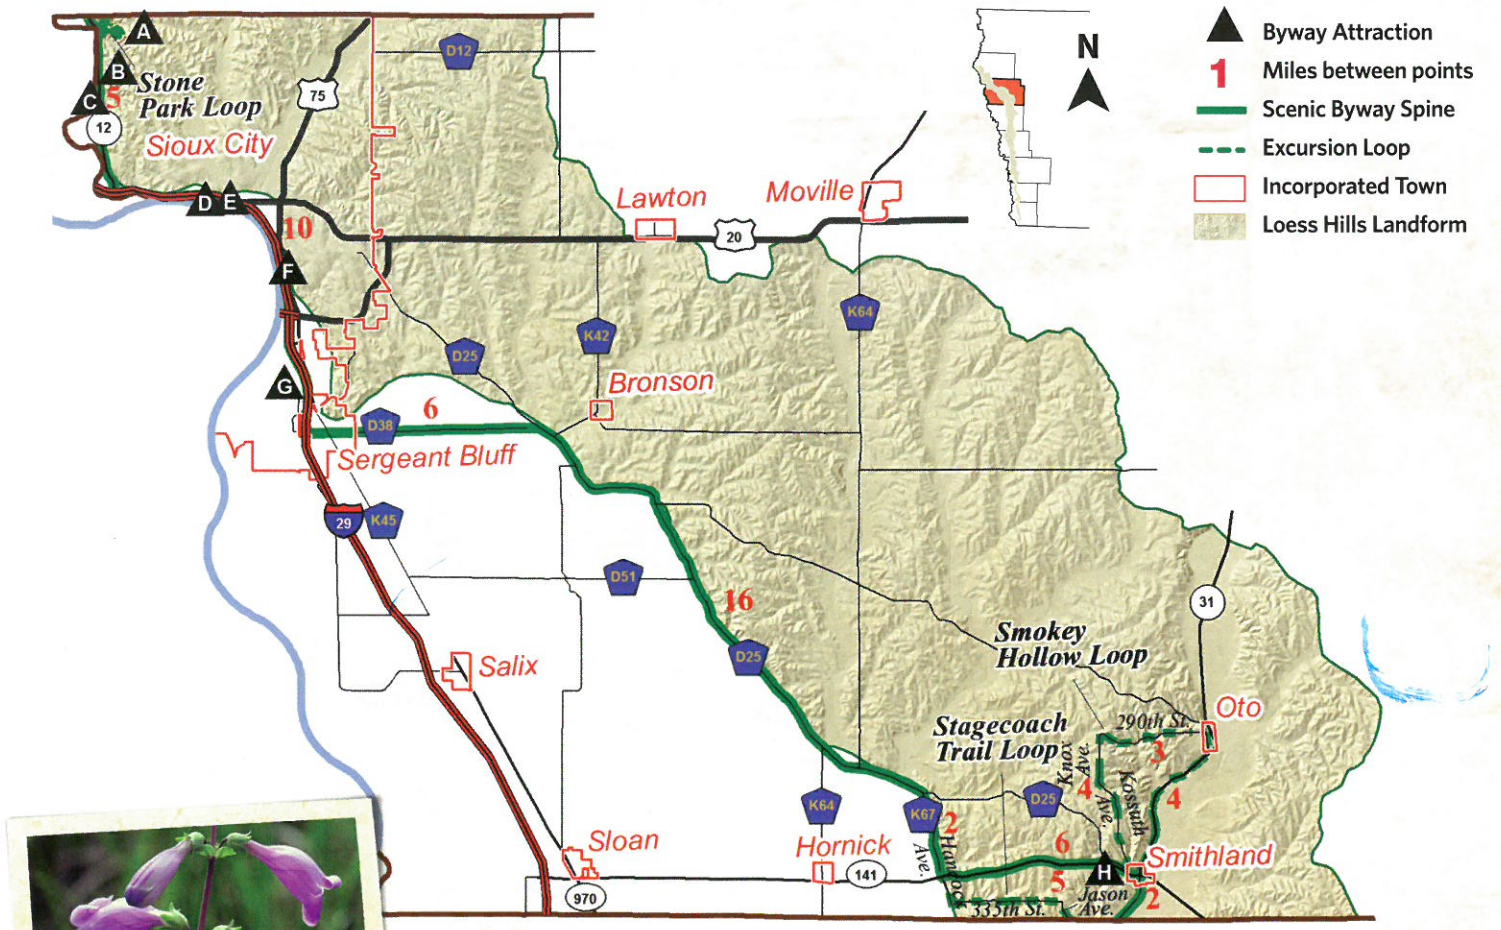 A
B
C
5
12
Stone
Park Loop
Sioux City
75
D12
D
E
10
F
G
Lawton
Moville
20
N
Byway Attraction
1
Miles between points
Scenic Byway Spine
Excursion Loop
Incorporated Town
Loess Hills Landform
K42
K64
D25
Bronson
6
D38
Sergeant Bluff
29
K45
D51
16
D25
Salix
Smokey
Hollow Loop
31
Oto
290th St.
3
Stagecoach
Trail Loop
Knox
Ave.
4
Kossuth
Ave.
4
D25
K64
K67
2
Hancock
Ave.
6
Sloan
Hornick
141
970
H
Smithland
5
Jason
Ave.
2
335th St.